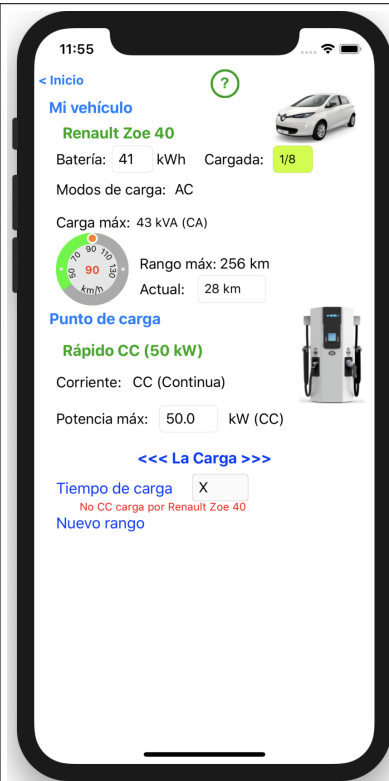 11:55
< Inicio
?
Mi vehículo
Renault Zoe 40
Batería: 41 kWh Cargada: 1/8
Modos de carga: AC
Carga máx: 43 kVA (CA)
50 70 90 110 130
90
km/h
Rango máx: 256 km
Actual: 28 km
Punto de carga
Rápido CC (50 kW)
Corriente: CC (Continua)
Potencia máx: 50.0 kW (CC)
<<< La Carga >>>
Tiempo de carga X
No CC carga por Renault Zoe 40
Nuevo rango